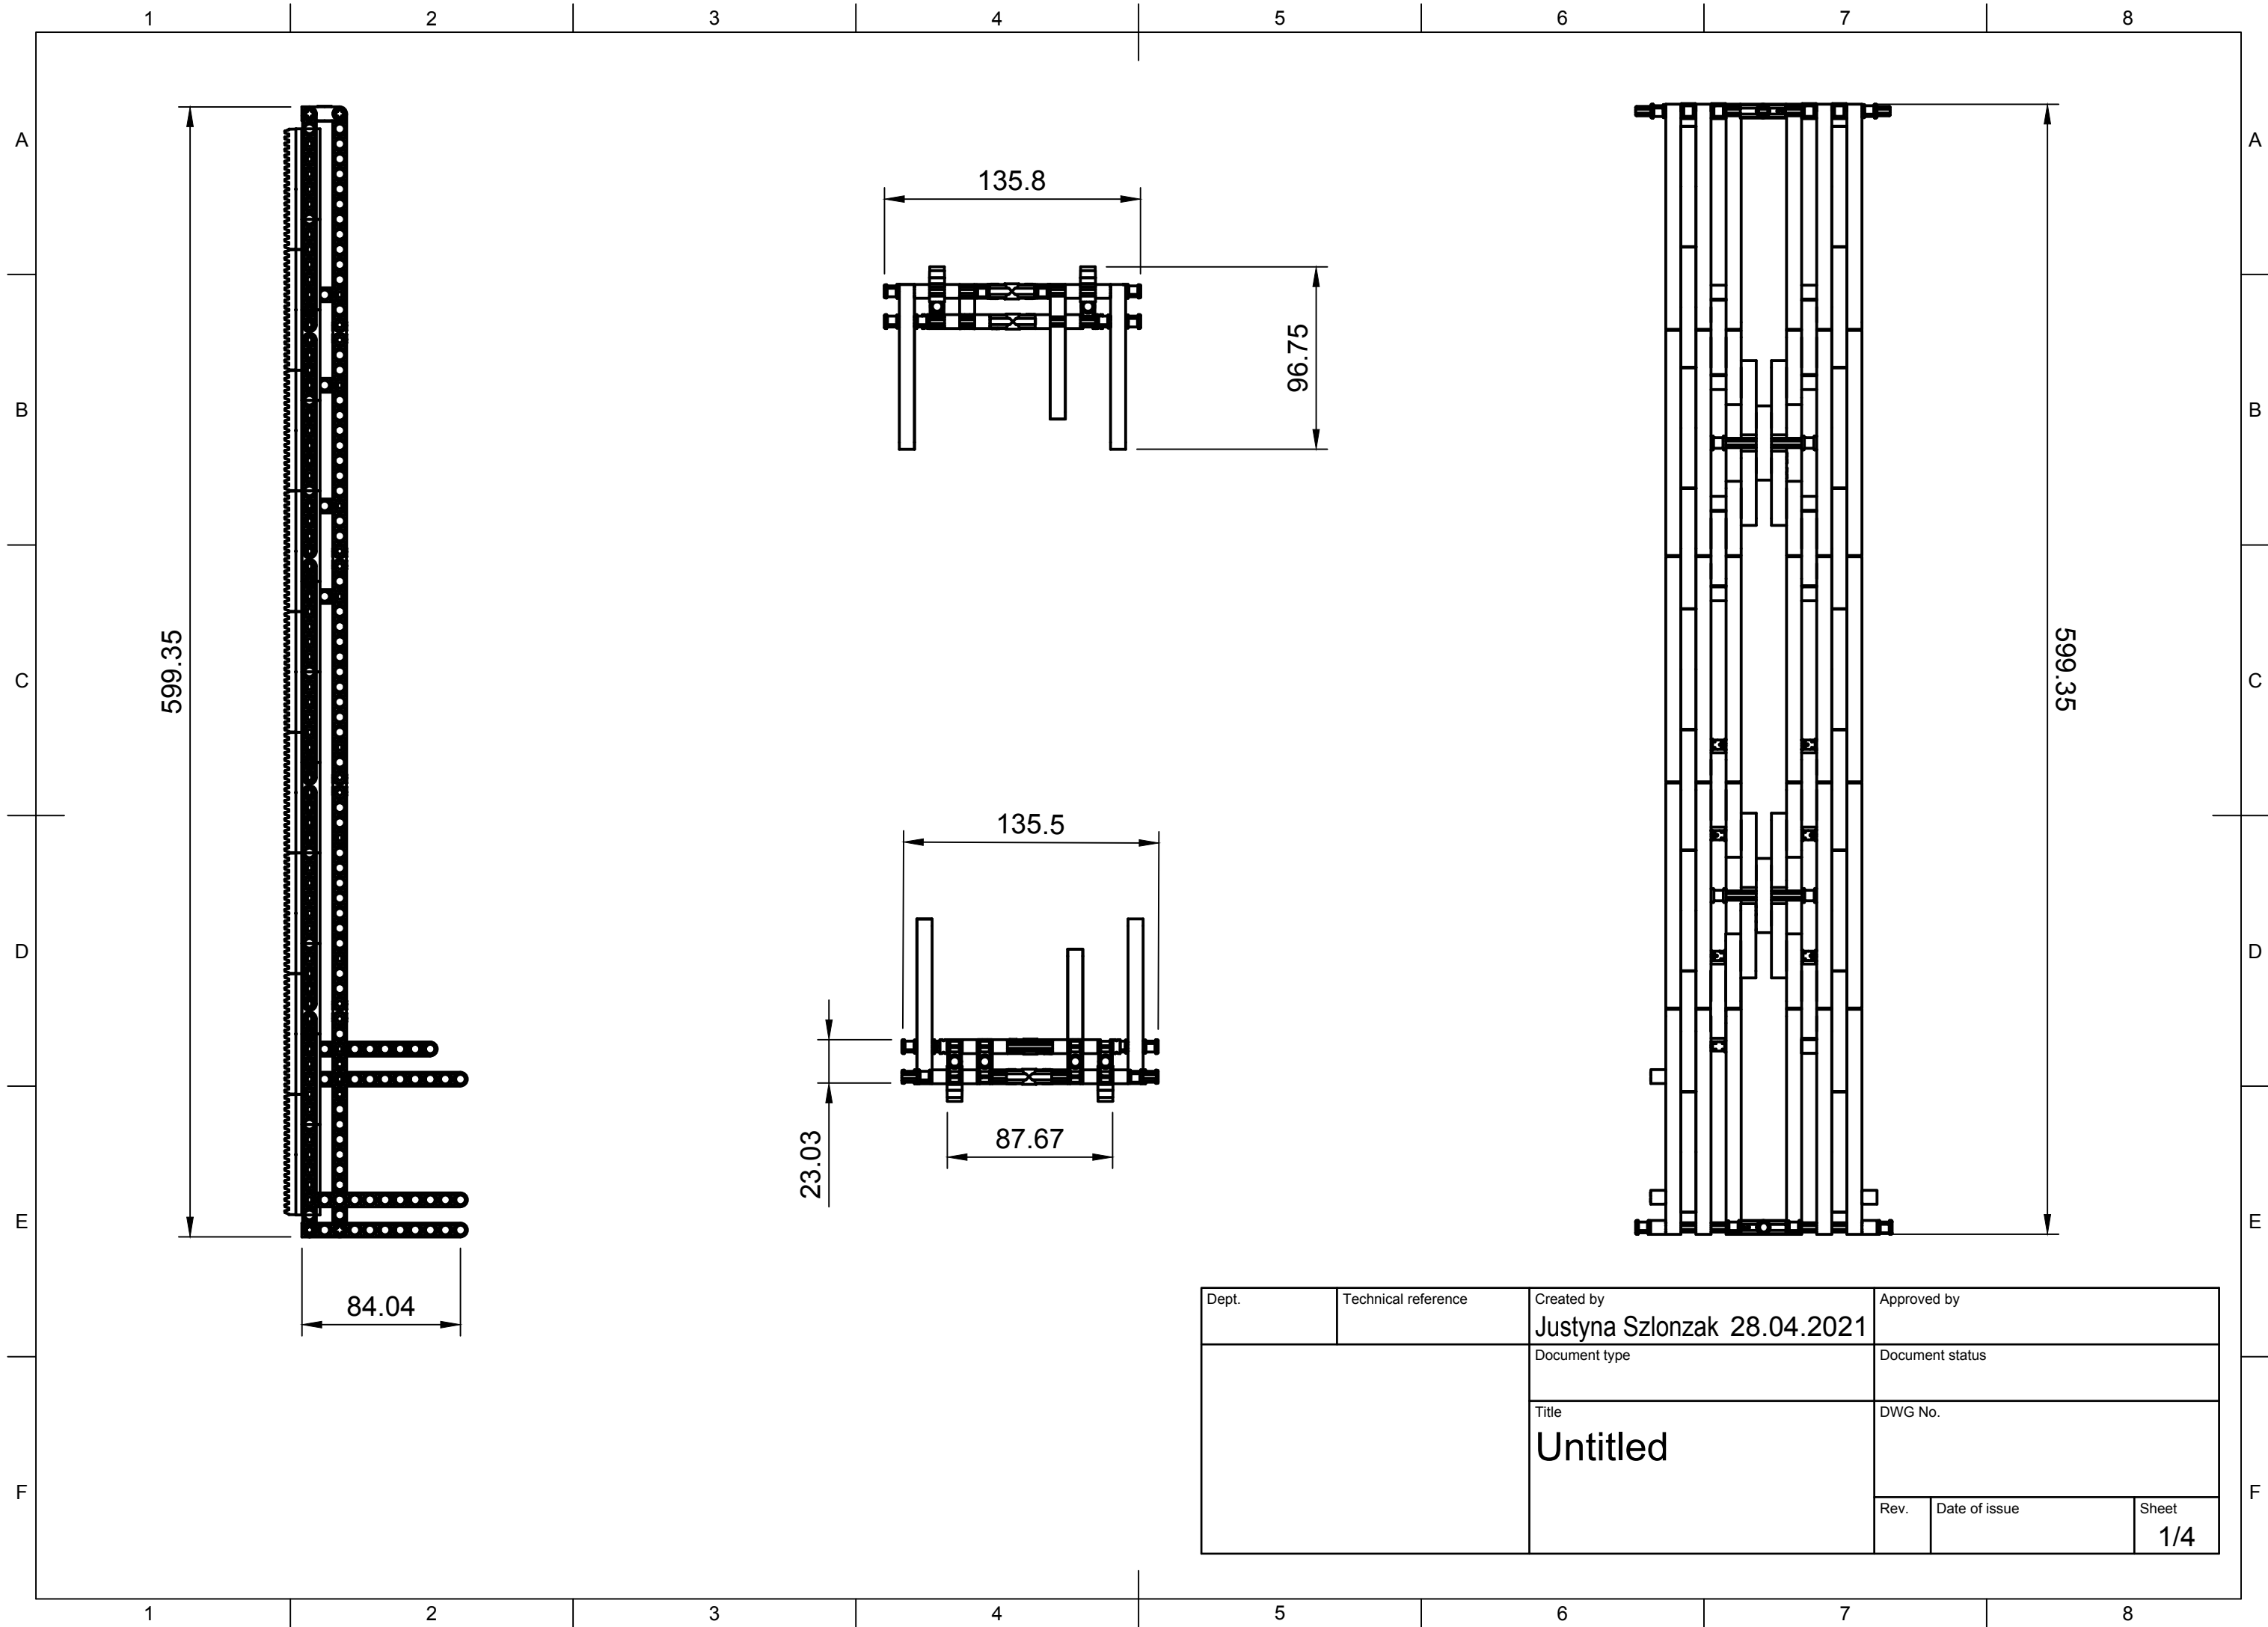 1 2 3 4 5 6 7 8
A A
135.8
B B
96.75
599.35
599.35
C C
135.5
D D
87.67
23.03
E E
84.04
Dept. Technical reference Created by Approved by
Justyna Szlonzak 28.04.2021
Document type Document status
Title DWG No.
Untitled
F F
Rev. Date of issue Sheet
1/4
1 2 3 4 5 6 7 8